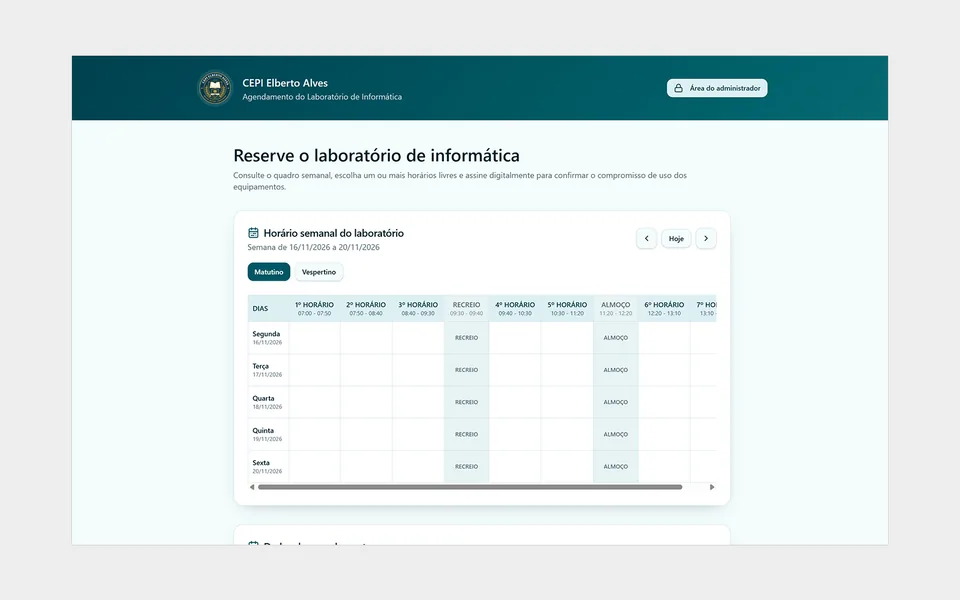 CEPI Elberto Alves
Agendamento do Laboratório de Informática
Área do administrador
Reserve o laboratório de informática
Consulte o quadro semanal, escolha um ou mais horários livres e assine digitalmente para confirmar o compromisso de uso dos
equipamentos.
Horário semanal do laboratório
Semana de 16/11/2026 a 20/11/2026
Hoje
Matutino Vespertino
DIAS 1º HORÁRIO 2º HORÁRIO 3º HORÁRIO RECREIO 4º HORÁRIO 5º HORÁRIO ALMOÇO 6º HORÁRIO 7º HO
07:00 - 07:50 07:50 - 08:40 08:40 - 09:30 09:30 - 09:40 09:40 - 10:30 10:30 - 11:20 11:20 - 12:20 12:20 - 13:10 13:10 -
Segunda RECREIO ALMOÇO
16/11/2026
Terça RECREIO ALMOÇO
17/11/2026
Quarta RECREIO ALMOÇO
18/11/2026
Quinta RECREIO ALMOÇO
19/11/2026
Sexta RECREIO ALMOÇO
20/11/2026